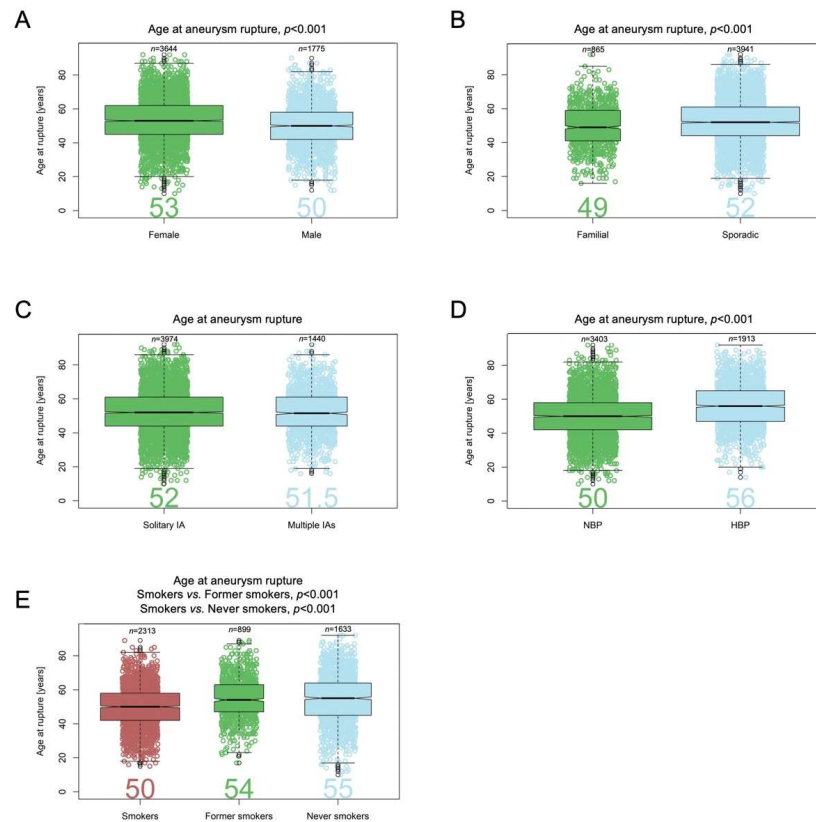 A
Age at aneurysm rupture, p<0.001
n=3644 n=1775
Age at rupture [years]
80
60
40
20
0
53 50
Female Male
B
Age at aneurysm rupture, p<0.001
n=865 n=3941
Age at rupture [years]
80
60
40
20
0
49 52
Familial Sporadic
C
Age at aneurysm rupture
n=3974 n=1440
Age at rupture [years]
80
60
40
20
0
52 51.5
Solitary IA Multiple IAs
D
Age at aneurysm rupture, p<0.001
n=3403 n=1913
Age at rupture [years]
80
60
40
20
0
50 56
NBP HBP
E
Age at aneurysm rupture
Smokers vs. Former smokers, p<0.001
Smokers vs. Never smokers, p<0.001
n=2313 n=899 n=1633
Age at rupture [years]
80
60
40
20
0
50 54 55
Smokers Former smokers Never smokers